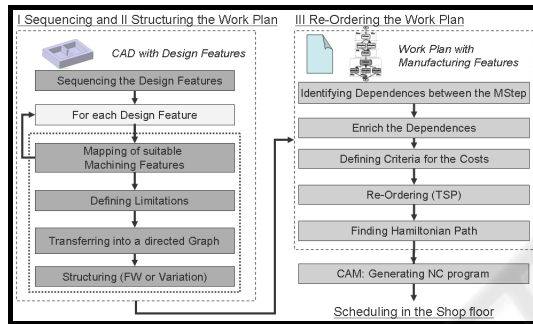 I Sequencing and II Structuring the Work Plan
CAD with Design Features
Sequencing the Design Features
For each Design Feature
Mapping of suitable
Machining Features
Defining Limitations
Transferring into a directed Graph
Structuring (FW or Variation)
III Re-Ordering the Work Plan
Work Plan with
Manufacturing Features
Identifying Dependences between the MStep
Enrich the Dependences
Defining Criteria for the Costs
Re-Ordering (TSP)
Finding Hamiltonian Path
CAM: Generating NC program
Scheduling in the Shop floor